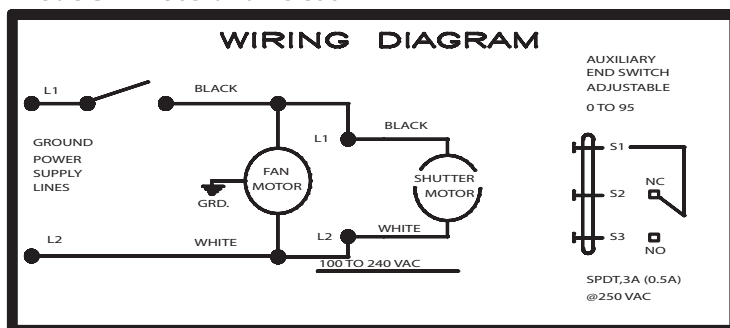 WIRING DIAGRAM
L1
BLACK
GROUND
POWER
SUPPLY
LINES
L2
WHITE
GRD.
FAN
MOTOR
L1
BLACK
SHUTTER
MOTOR
L2
WHITE
100 TO 240 VAC
AUXILIARY
END SWITCH
ADJUSTABLE
0 TO 95
S1
S2
NC
S3
NO
SPDT,3A (0.5A)
@250 VAC